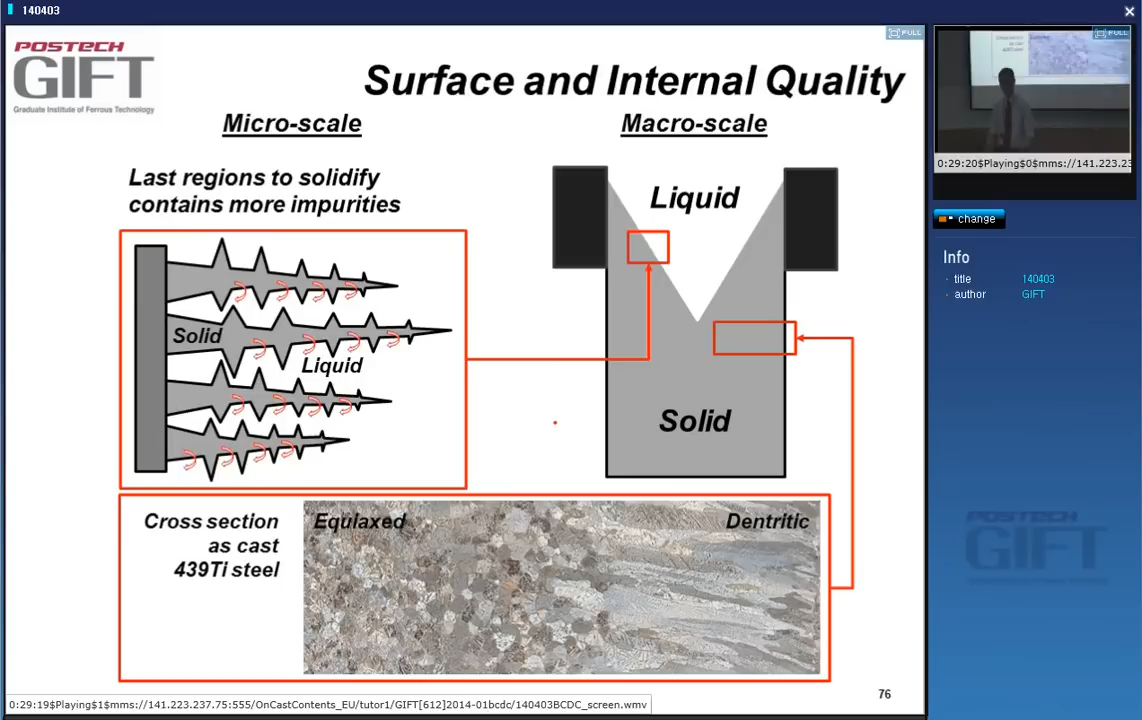 140403
FULL
POSTECH
GIFT
Graduate Institute of Ferrous Technology
Surface and Internal Quality
Micro-scale
Macro-scale
Last regions to solidify
contains more impurities
Liquid
Solid
Liquid
Solid
Cross section
as cast
439Ti steel
Equiaxed
Dentritic
76
0:29:19$Playing$1$mms://141.223.237.75:555/OnCastContents_EU/tutor1/GIFT[612]2014-01bcdc/140403BCDC_screen.wmv
FULL
0:29:20$Playing$0$mms://141.223.23
change
Info
title 140403
author GIFT
POSTECH
GIFT